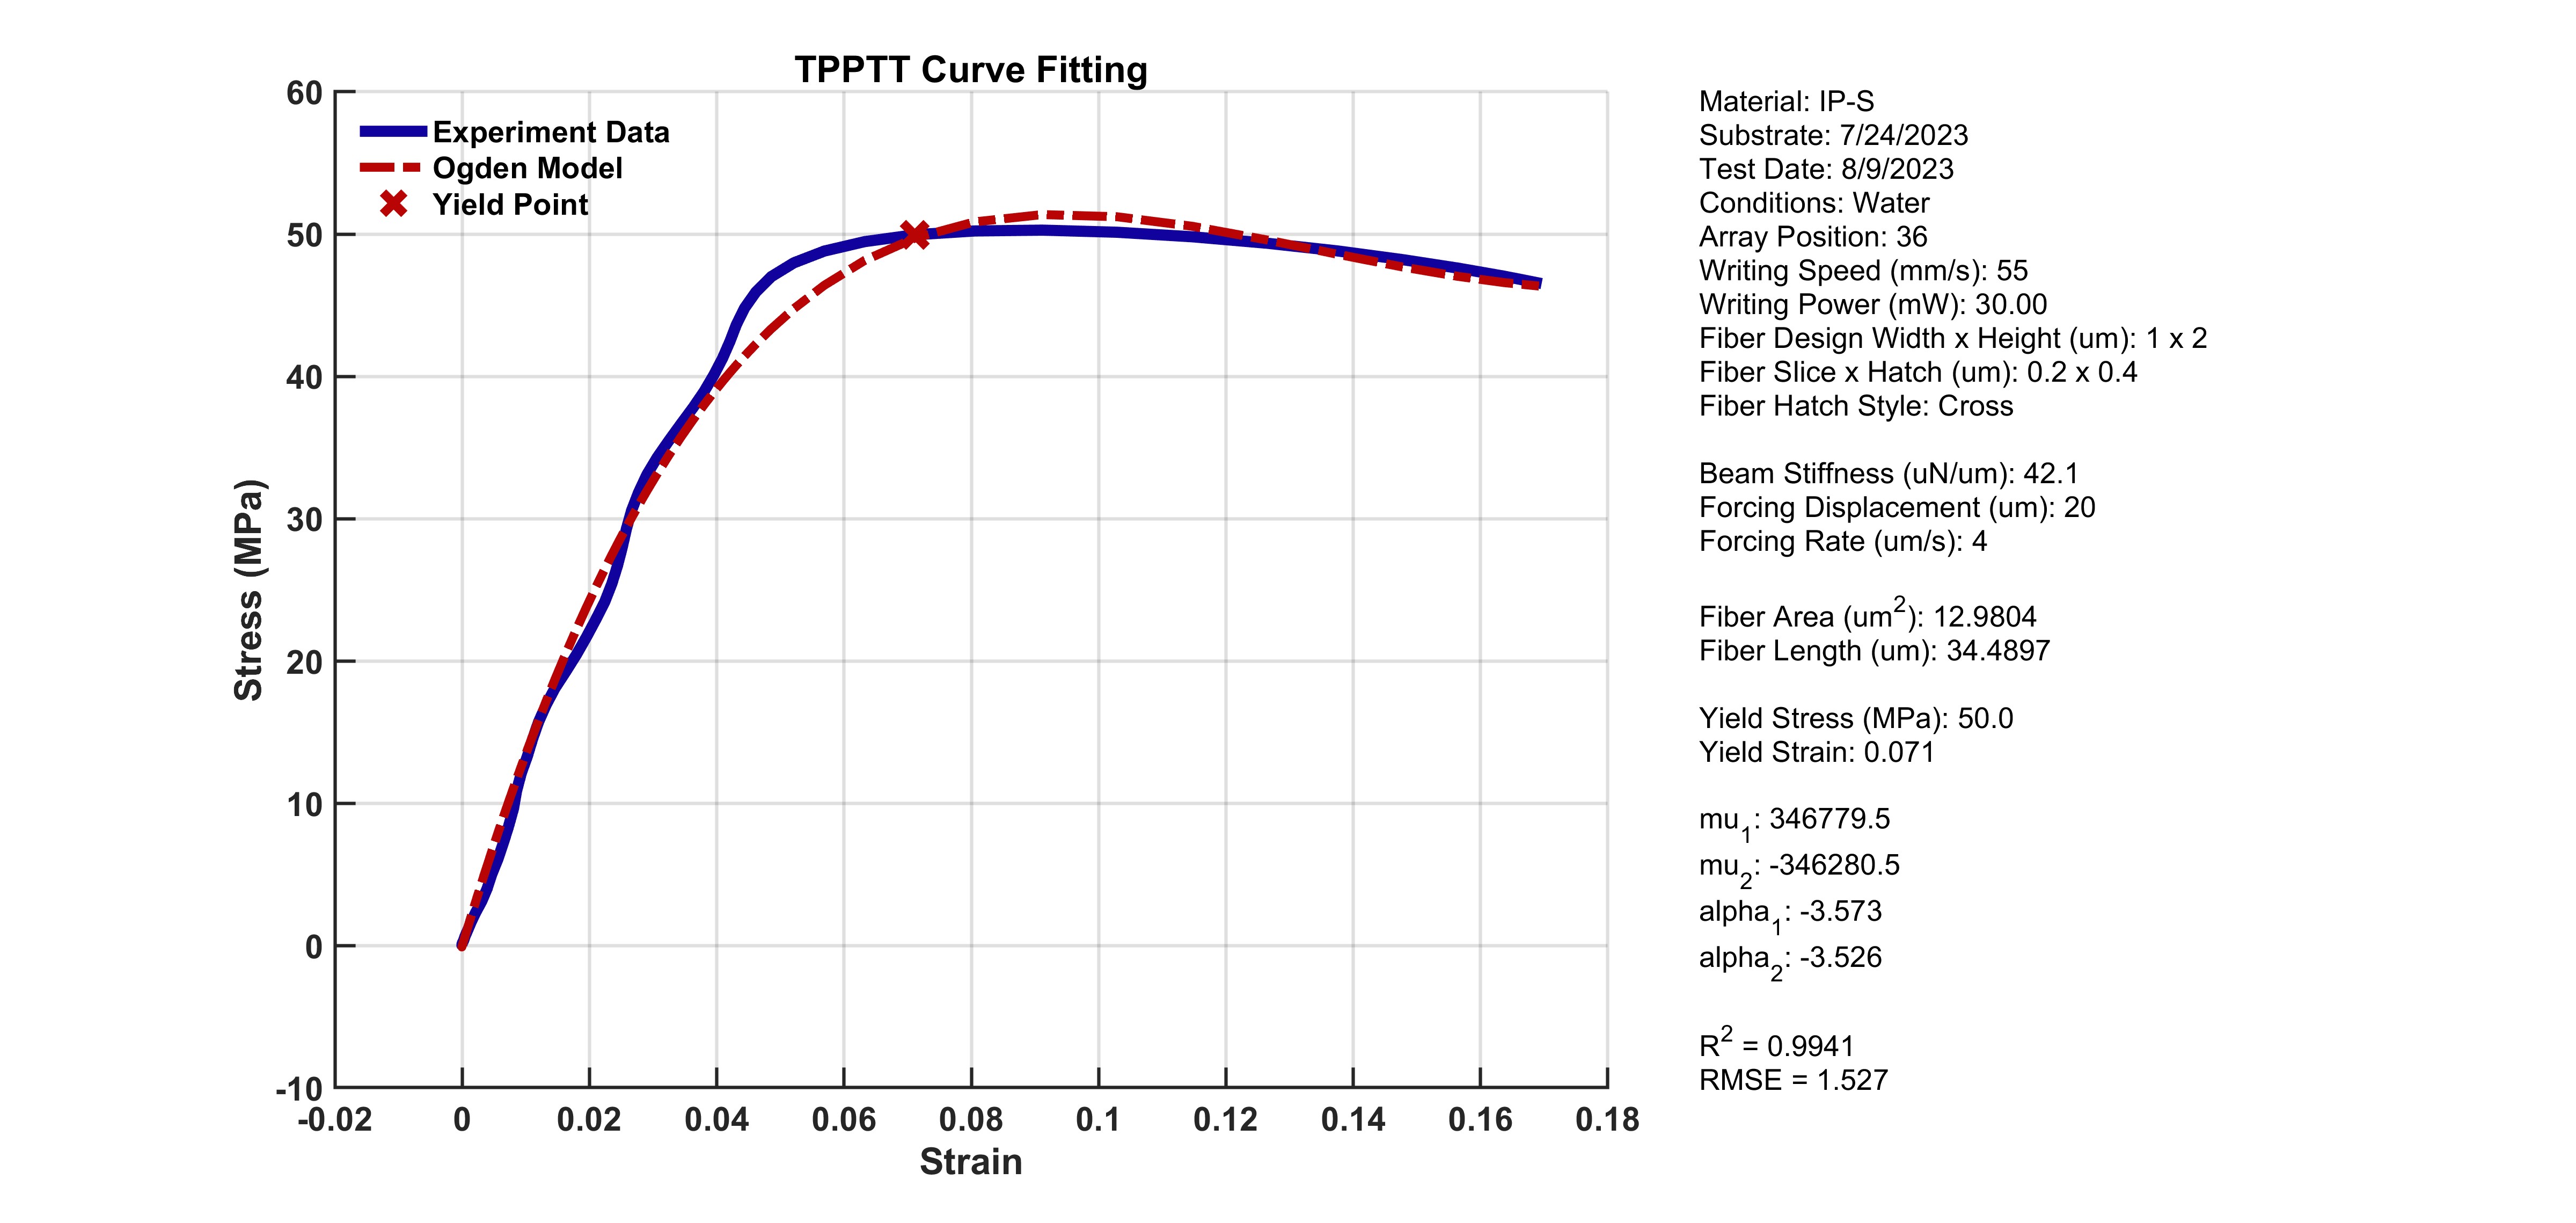 TPPTT Curve Fitting
60
50
40
30
20
10
0
-10
Stress (MPa)
Experiment Data
Ogden Model
Yield Point
-0.02 0 0.02 0.04 0.06 0.08 0.1 0.12 0.14 0.16 0.18
Strain
Material: IP-S
Substrate: 7/24/2023
Test Date: 8/9/2023
Conditions: Water
Array Position: 36
Writing Speed (mm/s): 55
Writing Power (mW): 30.00
Fiber Design Width x Height (um): 1 x 2
Fiber Slice x Hatch (um): 0.2 x 0.4
Fiber Hatch Style: Cross
Beam Stiffness (uN/um): 42.1
Forcing Displacement (um): 20
Forcing Rate (um/s): 4
Fiber Area (um²): 12.9804
Fiber Length (um): 34.4897
Yield Stress (MPa): 50.0
Yield Strain: 0.071
mu₁: 346779.5
mu₂: -346280.5
alpha₁: -3.573
alpha₂: -3.526
R² = 0.9941
RMSE = 1.527